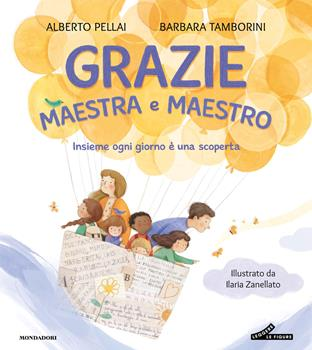 ALBERTO PELLAI BARBARA TAMBORINI
GRAZIE
MAESTRA e MAESTRO
Insieme ogni giorno è una scoperta
Illustrato da
Ilaria Zanellato
MONDADORI
LEGGERE
LE FIGURE